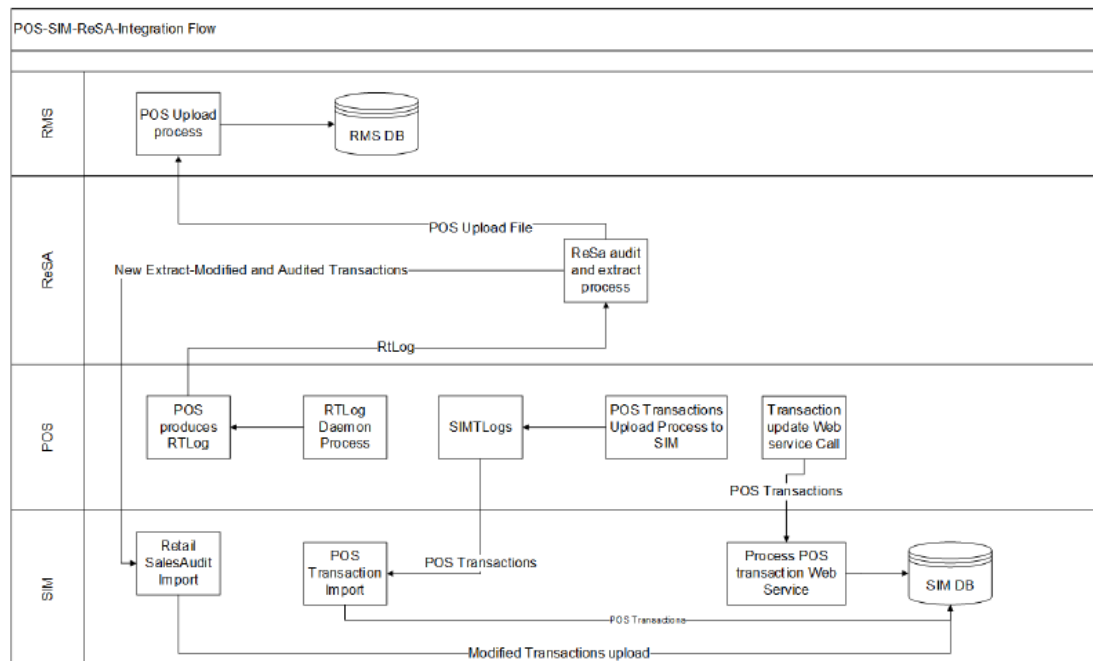 POS-SIM-ReSA-Integration Flow
RMS
POS Upload
process
RMS DB
ReSA
POS Upload File
New Extract-Modified and Audited Transactions
ReSa audit
and extract
process
RtLog
POS
POS
produces
RTLog
RTLog
Daemon
Process
SIMTLogs
POS Transactions
Upload Process to
SIM
Transaction
update Web
service Call
POS Transactions
SIM
Retail
SalesAudit
Import
POS
Transaction
Import
POS Transactions
Process POS
transaction Web
Service
SIM DB
POS Transactions
Modified Transactions upload